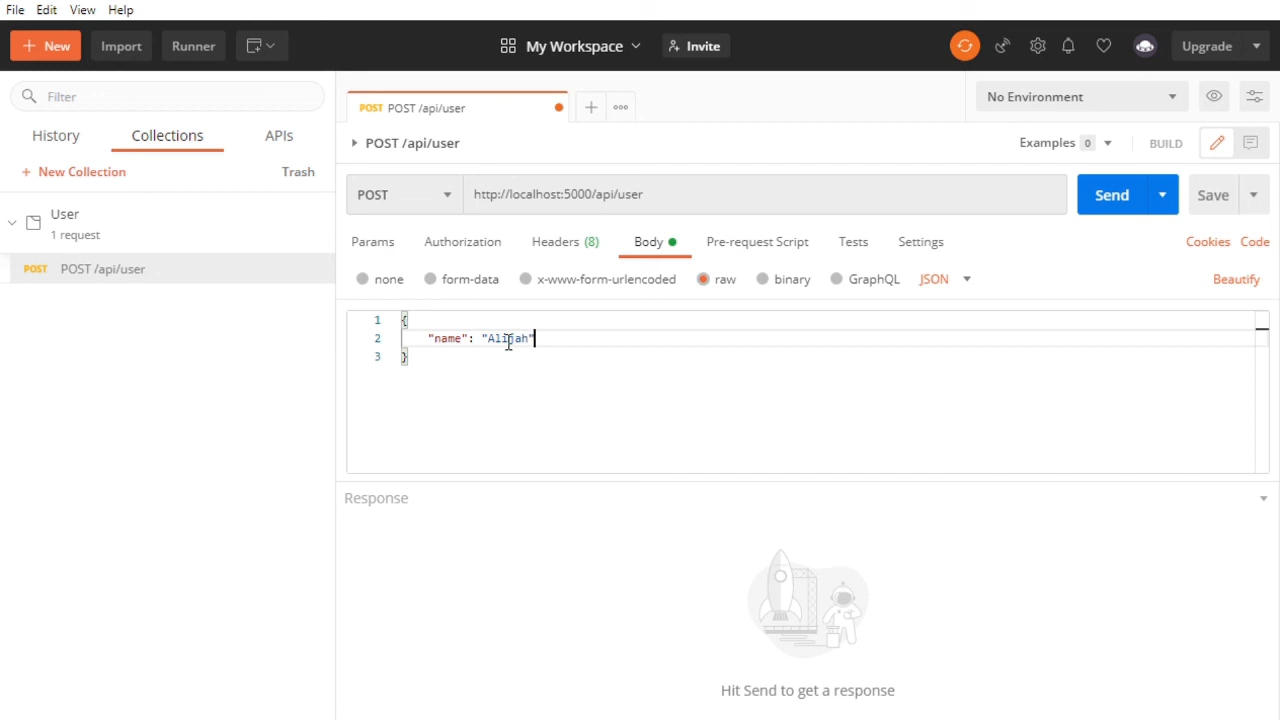 File Edit View Help
New Import Runner My Workspace Invite Upgrade
Filter
History Collections APIs
+ New Collection Trash
User
1 request
POST POST /api/user
POST POST /api/user No Environment
POST /api/user Examples 0 BUILD
POST http://localhost:5000/api/user Send Save
Params Authorization Headers (8) Body Pre-request Script Tests Settings Cookies Code
none form-data x-www-form-urlencoded raw binary GraphQL JSON Beautify
1 {
2 "name": "Alijah"
3 }
Response
Hit Send to get a response